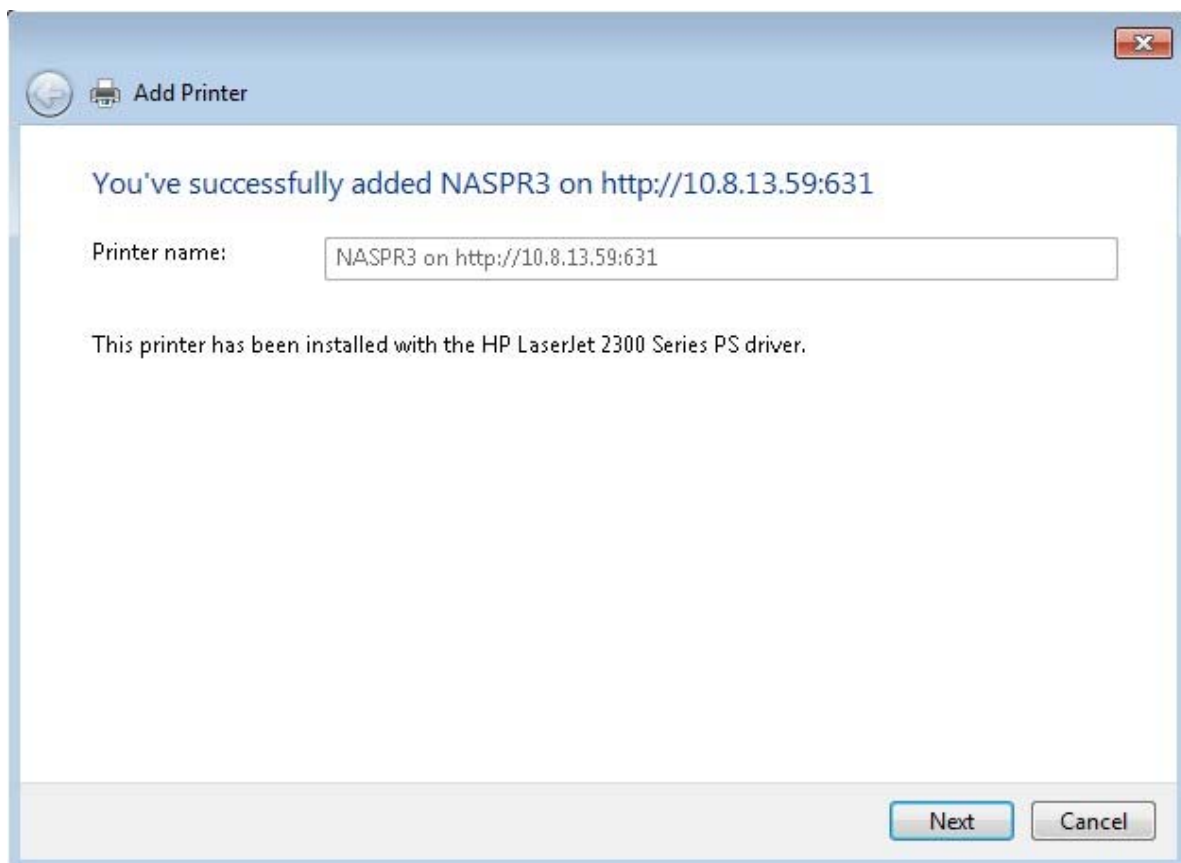 Add Printer
You've successfully added NASPR3 on http://10.8.13.59:631
Printer name:
NASPR3 on http://10.8.13.59:631
This printer has been installed with the HP LaserJet 2300 Series PS driver.
Next
Cancel